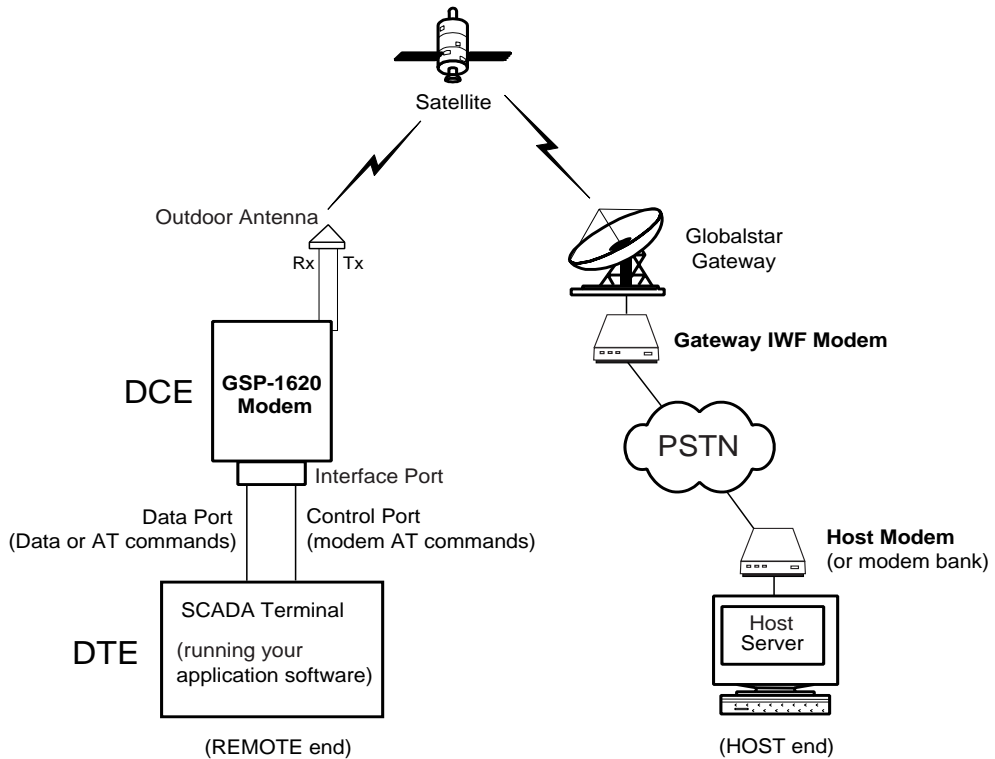 Satellite
Outdoor Antenna
Rx
Tx
Globalstar
Gateway
Gateway IWF Modem
DCE
GSP-1620
Modem
PSTN
Interface Port
Data Port
(Data or AT commands)
Control Port
(modem AT commands)
Host Modem
(or modem bank)
DTE
SCADA Terminal
(running your
application software)
Host
Server
(REMOTE end)
(HOST end)